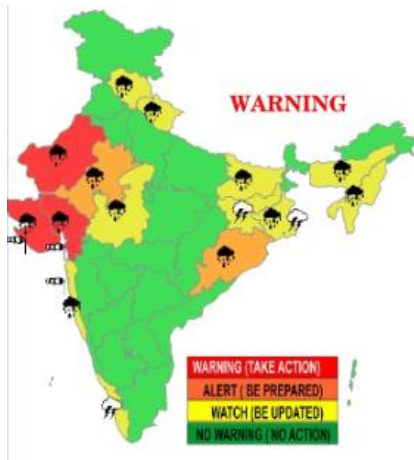 WARNING
WARNING (TAKE ACTION)
ALERT ( BE PREPARED)
WATCH (BE UPDATED)
NO WARNING ( NO ACTION)